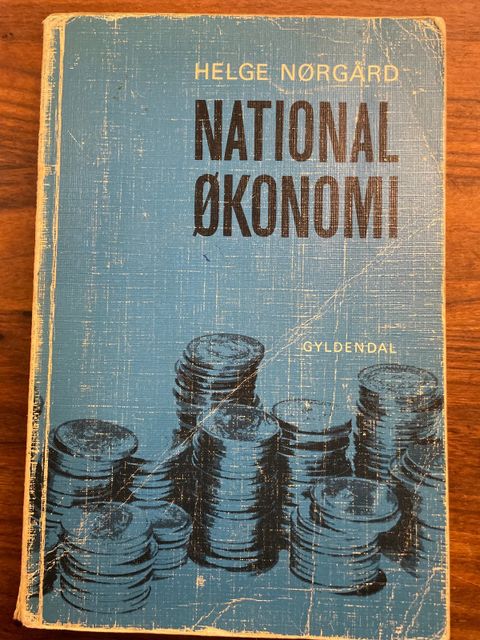 HELGE NØRGÅRD
NATIONAL
ØKONOMI
GYLDENDAL